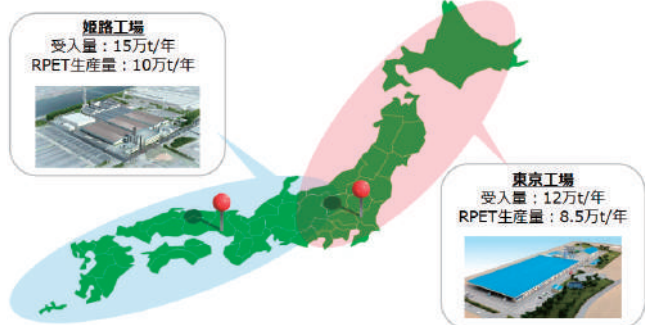 姫路工場
受入量：15万t/年
RPET生産量：10万t/年
東京工場
受入量：12万t/年
RPET生産量：8.5万t/年